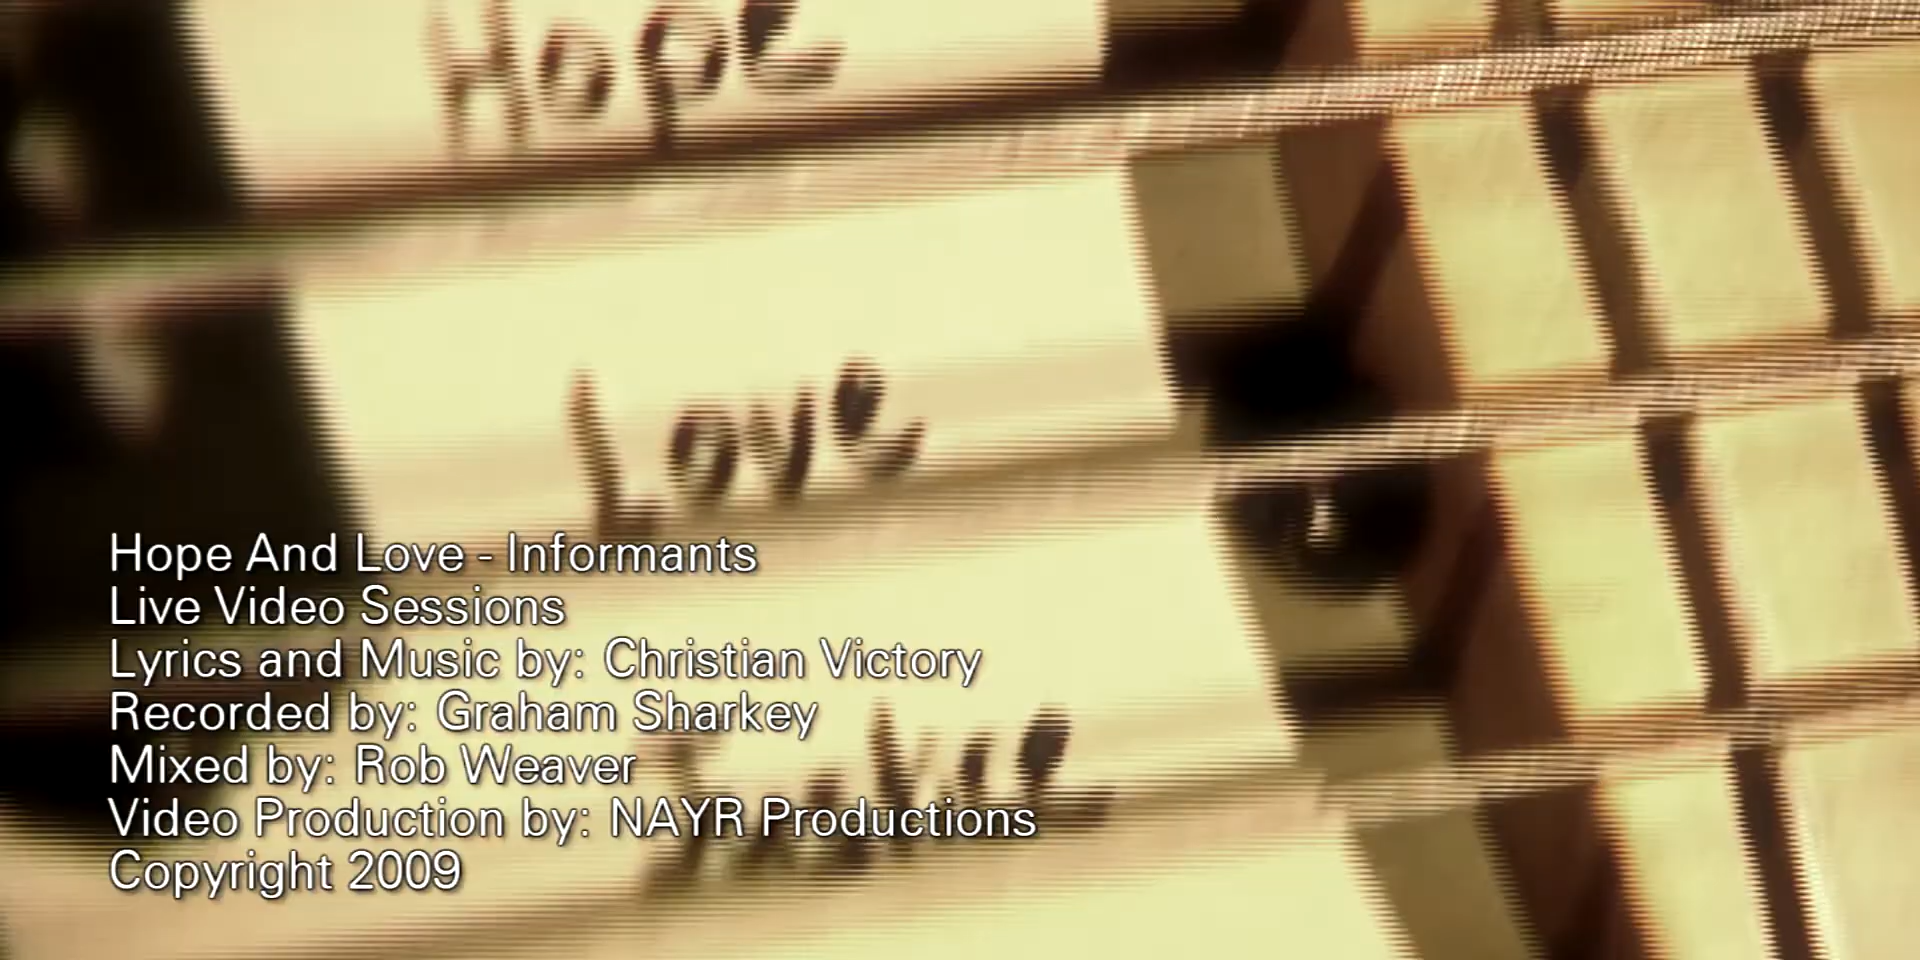 Hope
Love
Hope And Love - Informants
Live Video Sessions
Lyrics and Music by: Christian Victory
Recorded by: Graham Sharkey
Mixed by: Rob Weaver
Video Production by: NAYR Productions
Copyright 2009